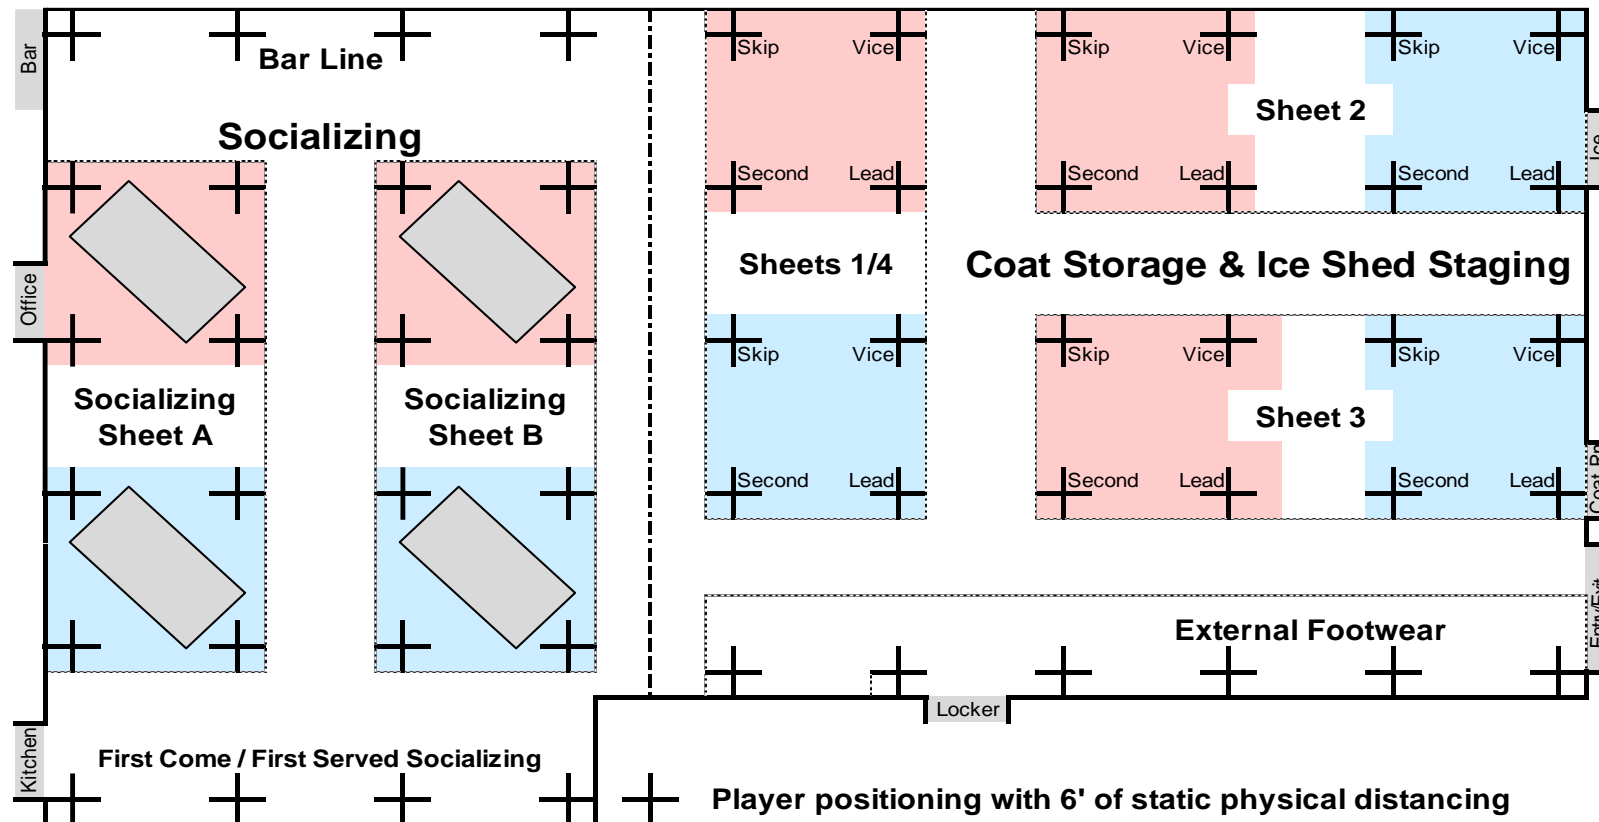 Bar
Bar Line
Socializing
Skip Vice
Second Lead
Skip Vice
Sheet 2
Second Lead
Skip Vice
Second Lead
Ice
Office
Sheets 1/4
Coat Storage & Ice Shed Staging
Socializing
Sheet A
Socializing
Sheet B
Skip Vice
Second Lead
Skip Vice
Sheet 3
Second Lead
Skip Vice
Second Lead
Entry/Exit
External Footwear
Locker
Kitchen
First Come / First Served Socializing
Player positioning with 6' of static physical distancing